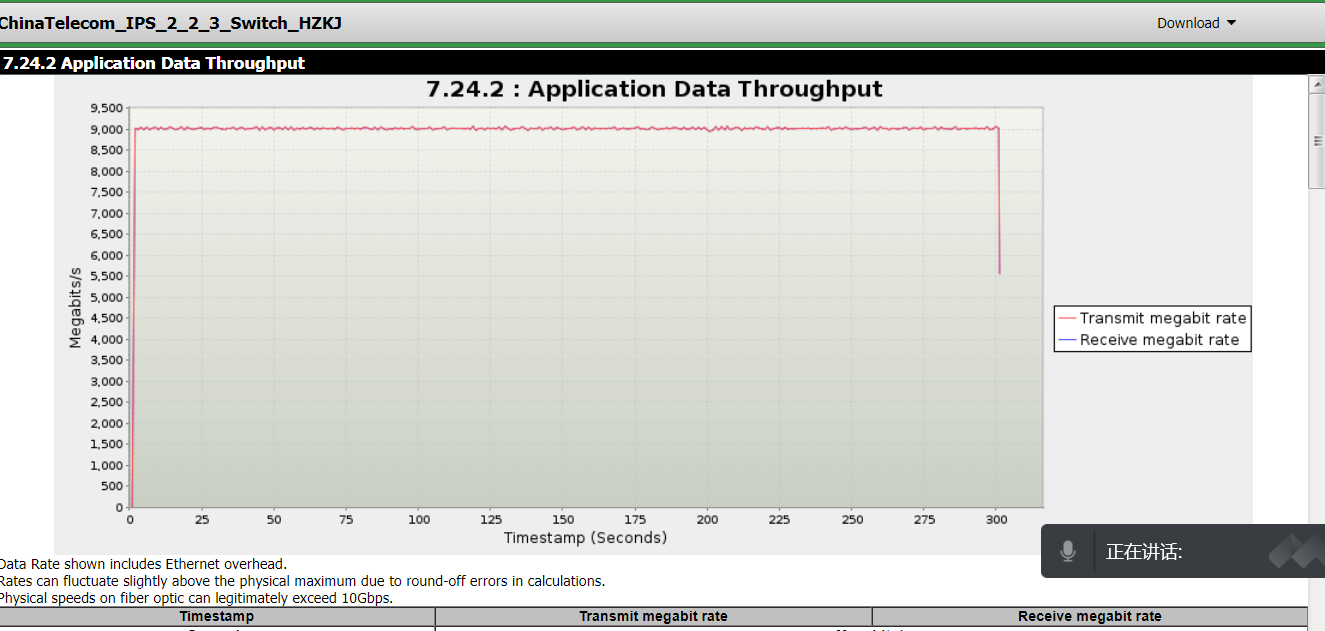 ChinaTelecom_IPS_2_2_3_Switch_HZKJ
Download
7.24.2 Application Data Throughput
7.24.2 : Application Data Throughput
9,500
9,000
8,500
8,000
7,500
7,000
6,500
6,000
5,500
5,000
4,500
4,000
3,500
3,000
2,500
2,000
1,500
1,000
500
0
Megabits/s
0 25 50 75 100 125 150 175 200 225 250 275 300
Timestamp (Seconds)
Transmit megabit rate
Receive megabit rate
正在讲话:
Data Rate shown includes Ethernet overhead.
Rates can fluctuate slightly above the physical maximum due to round-off errors in calculations.
Physical speeds on fiber optic can legitimately exceed 10Gbps.
Timestamp Transmit megabit rate Receive megabit rate